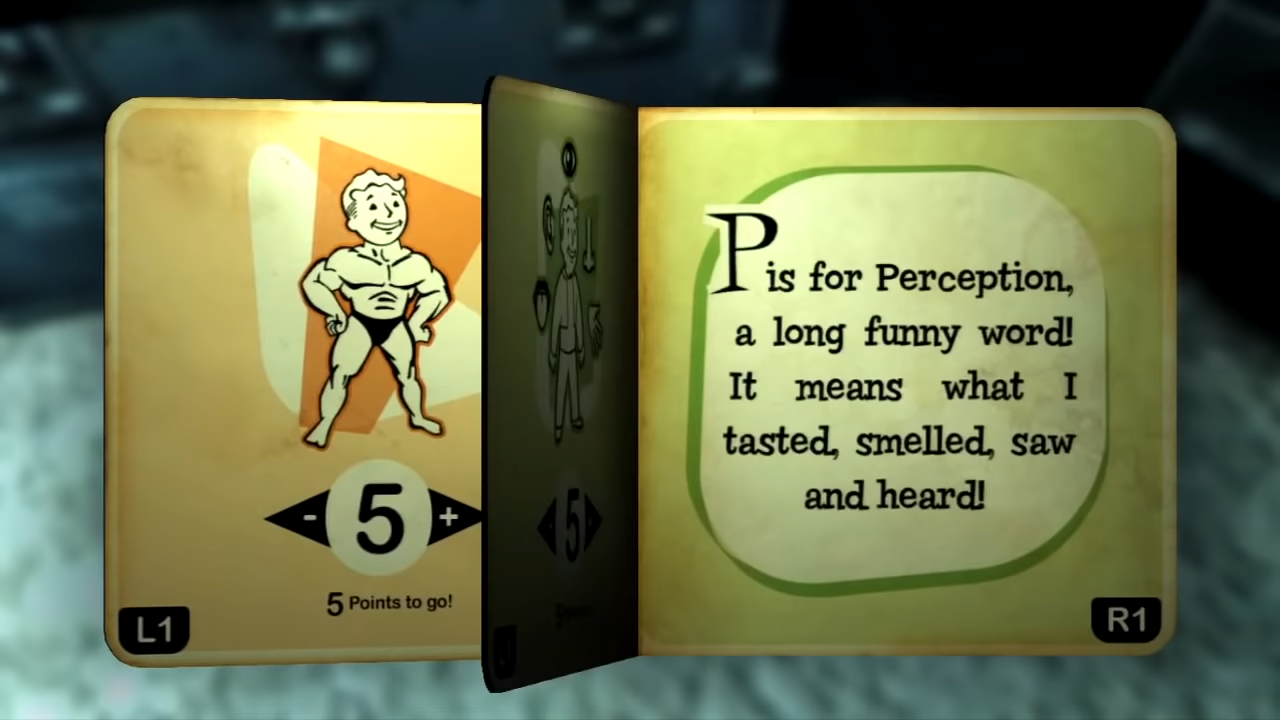 - 5 +
5 Points to go!
L1
5
P is for Perception,
a long funny word!
It means what I
tasted, smelled, saw
and heard!
R1